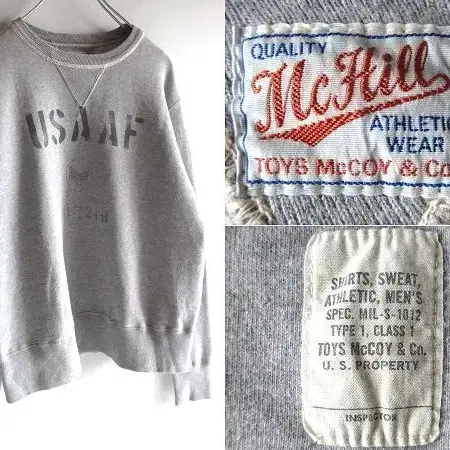 USAAF
QUALITY
McHill
ATHLETIC
WEAR
TOYS McCOY & Co.
SHIRTS, SWEAT,
ATHLETIC, MEN'S
SPEC. MIL-S-1012
TYPE 1, CLASS 1
TOYS McCOY & Co.
U. S. PROPERTY
INSPECTOR